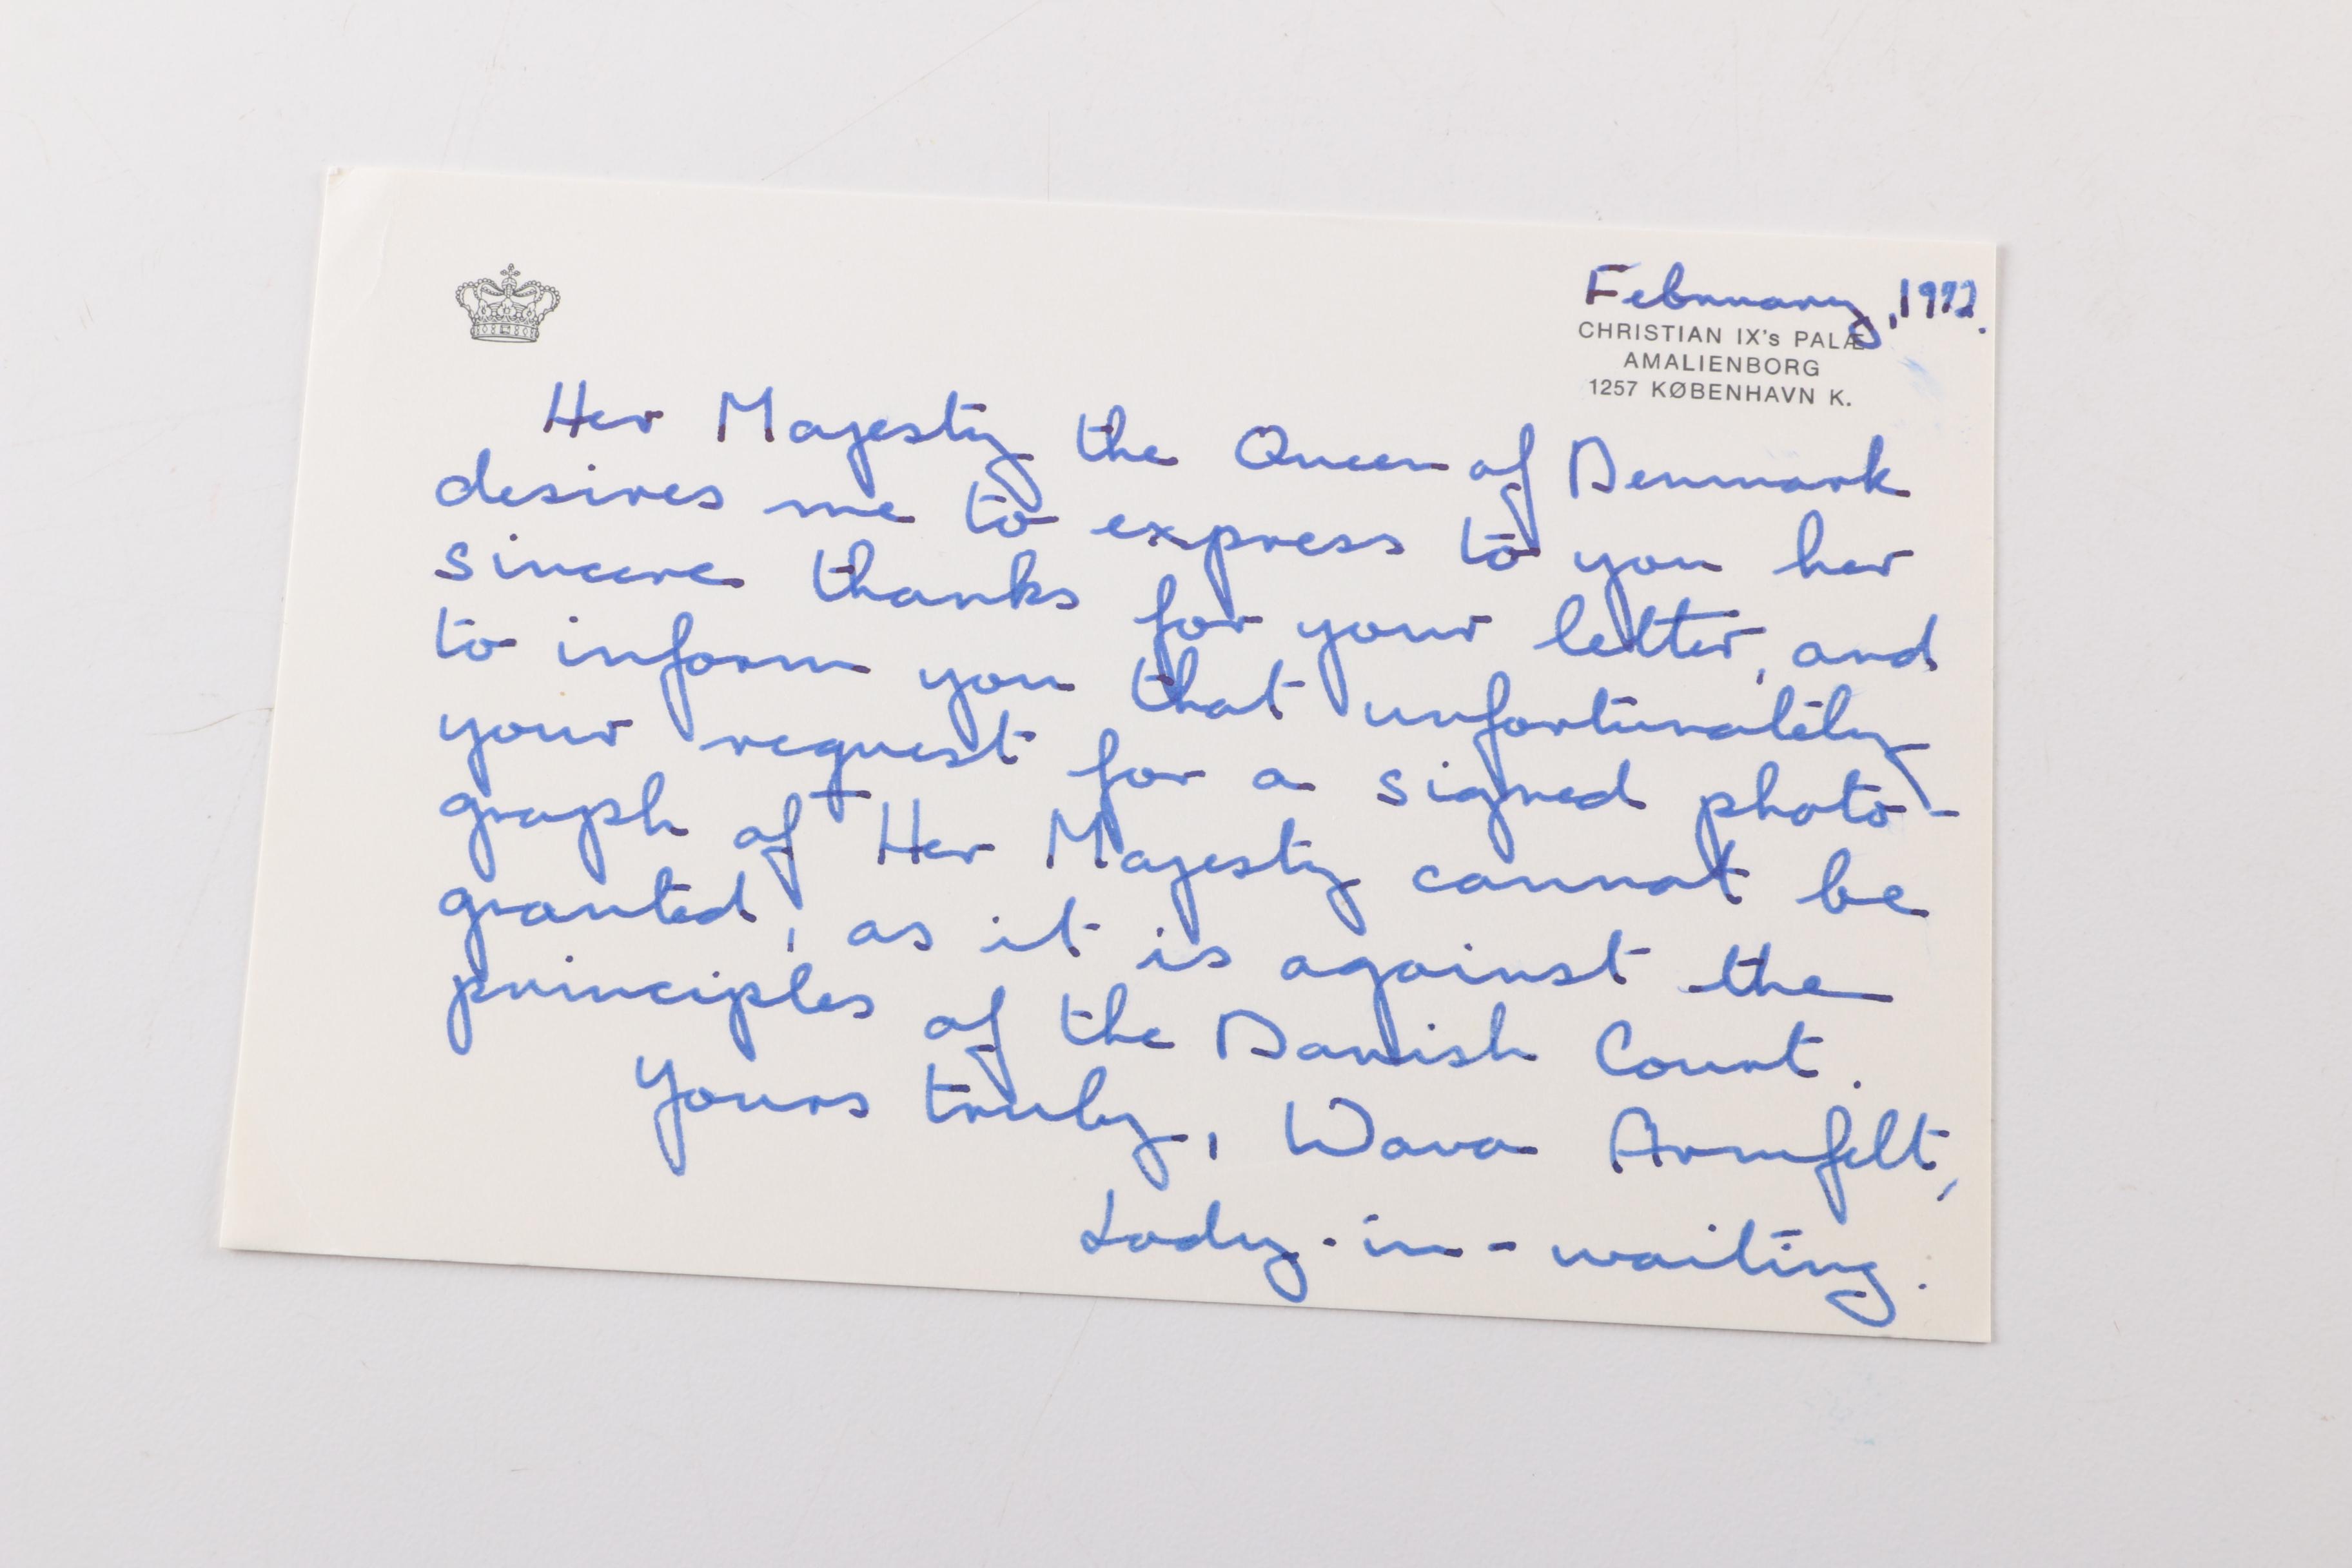 February, 1972.
CHRISTIAN IX's PALÆ
AMALIENBORG
1257 KØBENHAVN K.
Her Majesty the Queen of Denmark
desires me to express to you her
sincere thanks for your letter, and
to inform you that unfortunately
your request for a signed photo-
graph of Her Majesty cannot be
granted, as it is against the
principles of the Danish Court.
Yours truly, Wava Armfelt,
Lady-in-waiting.